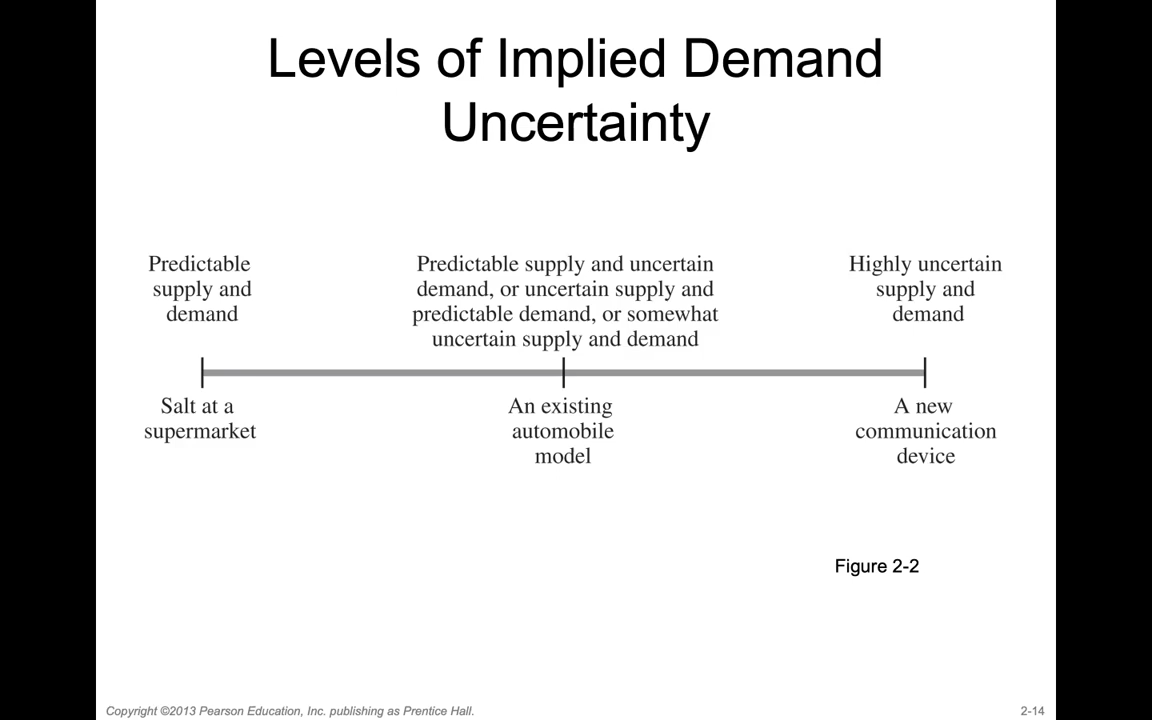 Levels of Implied Demand
Uncertainty
Predictable
supply and
demand
Predictable supply and uncertain
demand, or uncertain supply and
predictable demand, or somewhat
uncertain supply and demand
Highly uncertain
supply and
demand
Salt at a
supermarket
An existing
automobile
model
A new
communication
device
Figure 2-2
Copyright ©2013 Pearson Education, Inc. publishing as Prentice Hall.
2-14